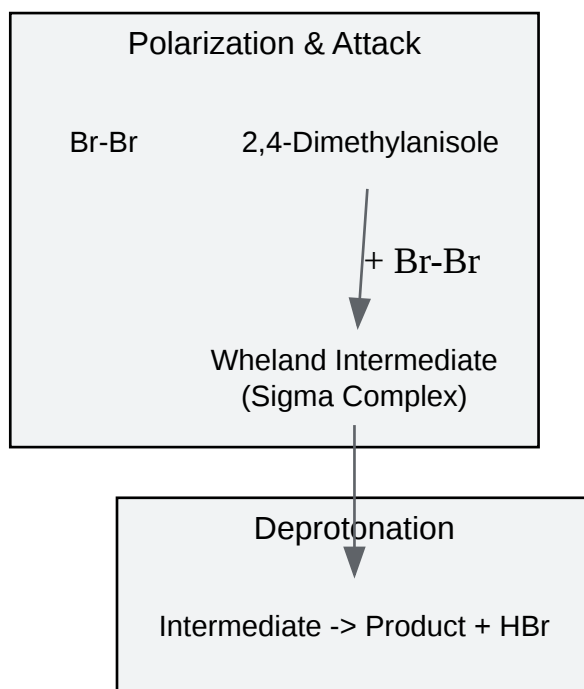 Polarization & Attack
Br-Br
2,4-Dimethylanisole
+ Br-Br
Wheland Intermediate
(Sigma Complex)
Deprotonation
Intermediate -> Product + HBr